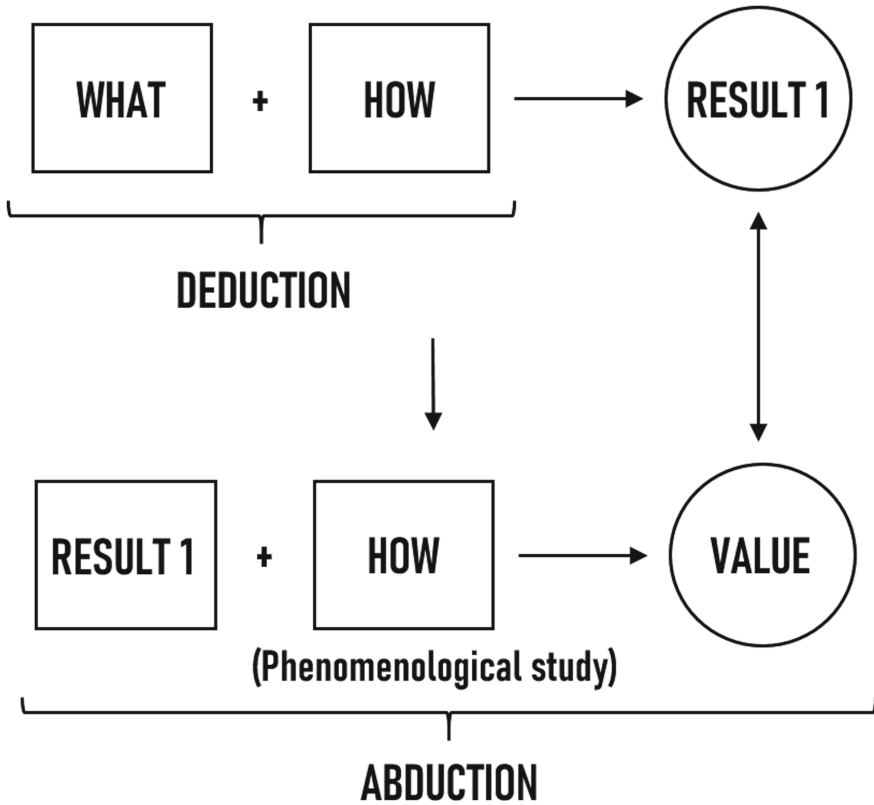 WHAT + HOW RESULT 1
DEDUCTION
RESULT 1 + HOW VALUE
(Phenomenological study)
ABDUCTION